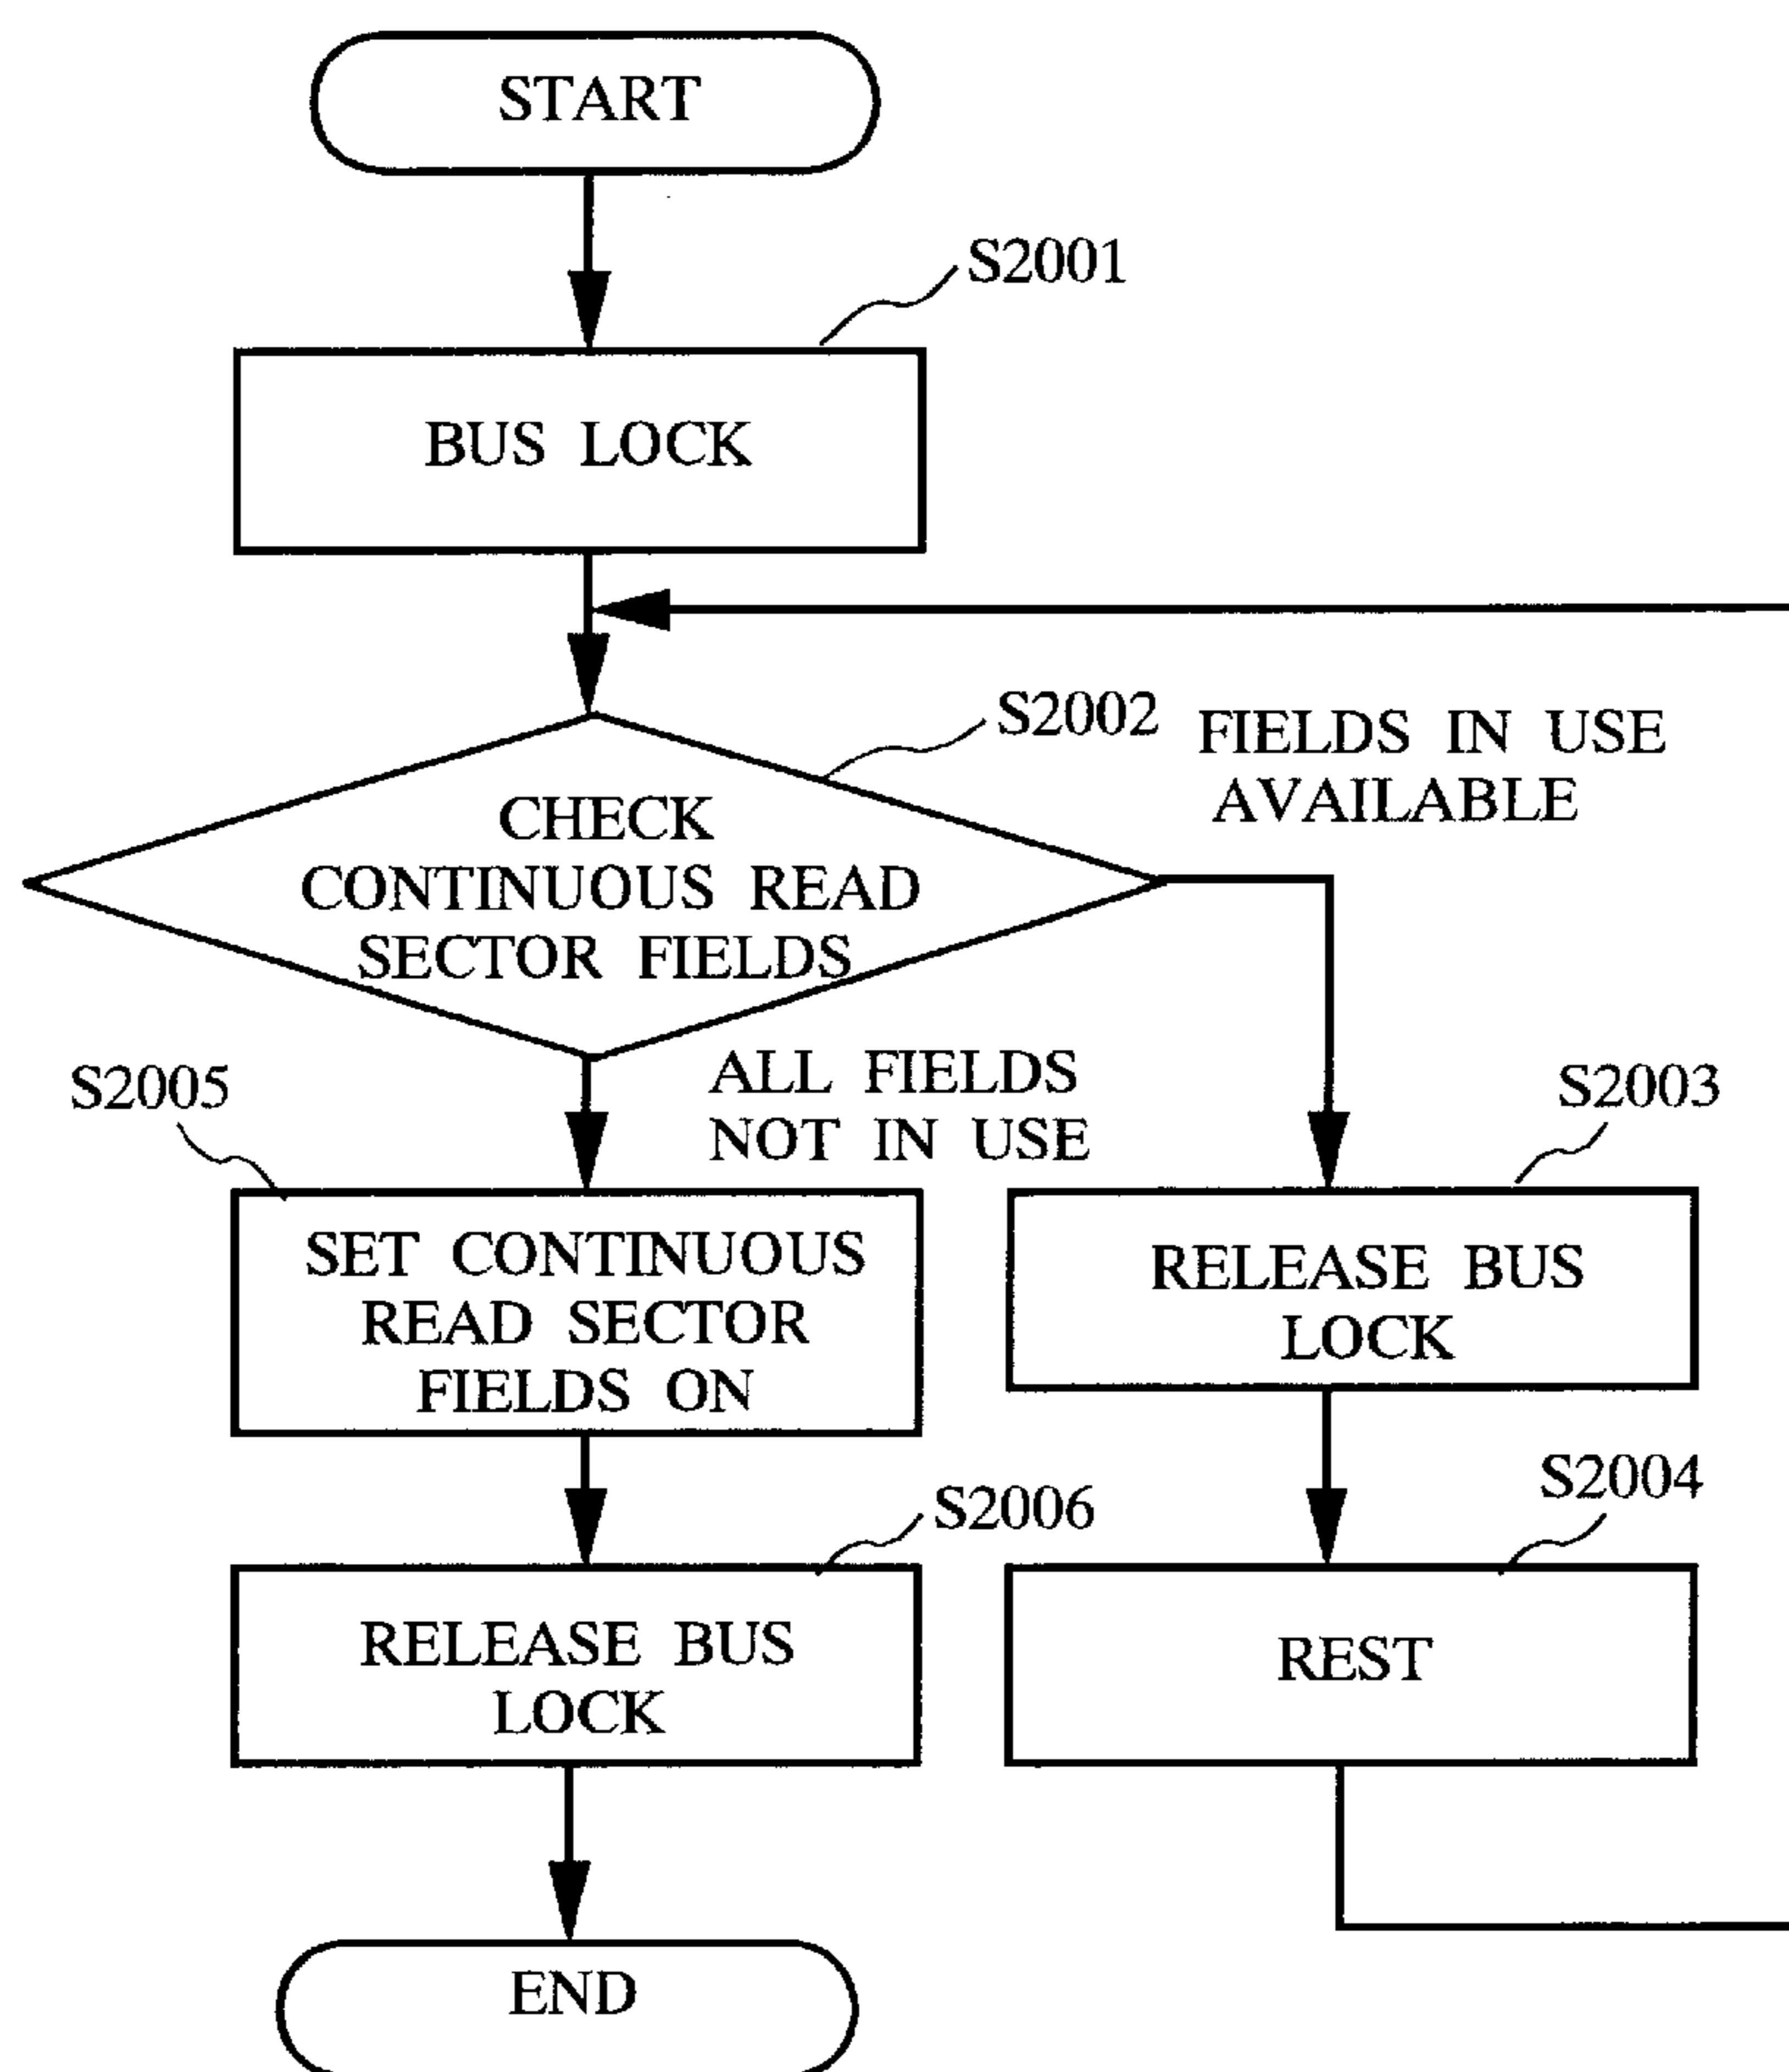 START
S2001
BUS LOCK
S2002
FIELDS IN USE
AVAILABLE
CHECK
CONTINUOUS READ
SECTOR FIELDS
ALL FIELDS
NOT IN USE
S2005
S2003
SET CONTINUOUS
READ SECTOR
FIELDS ON
RELEASE BUS
LOCK
S2006
S2004
RELEASE BUS
LOCK
REST
END